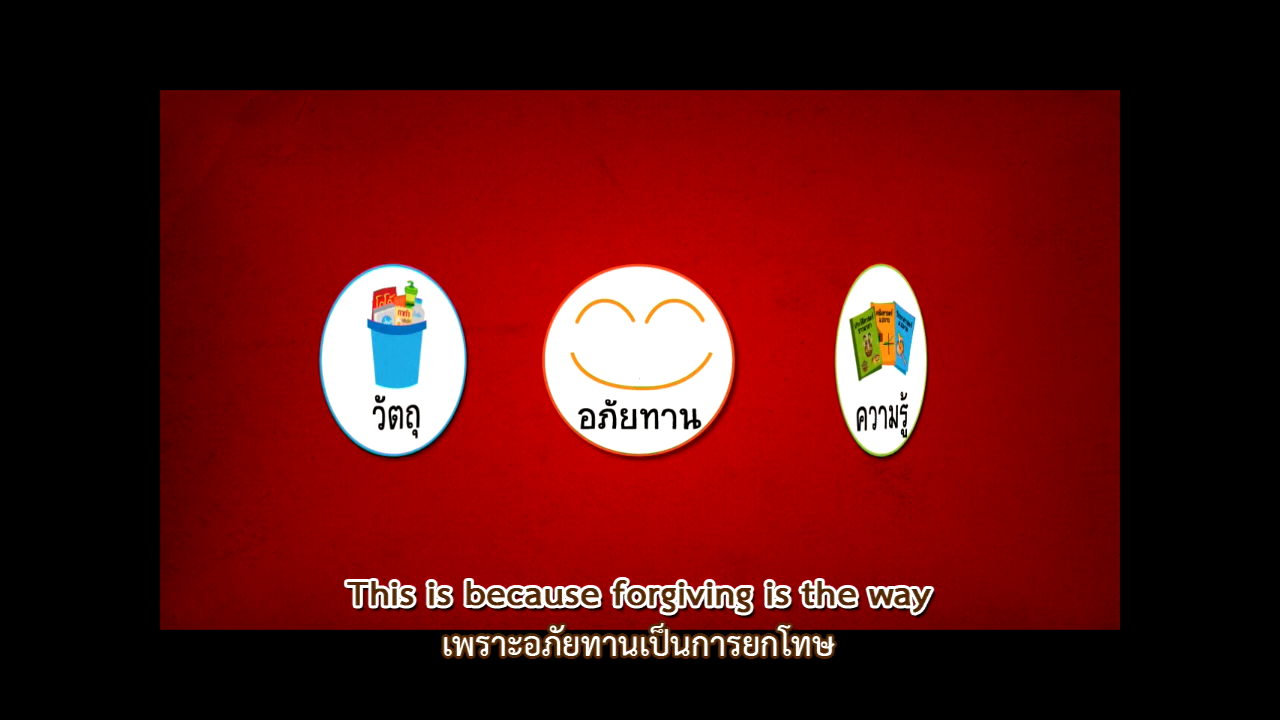 วัตถุ
อภัยทาน
ความรู้
This is because forgiving is the way
เพราะอภัยทานเป็นการยกโทษ